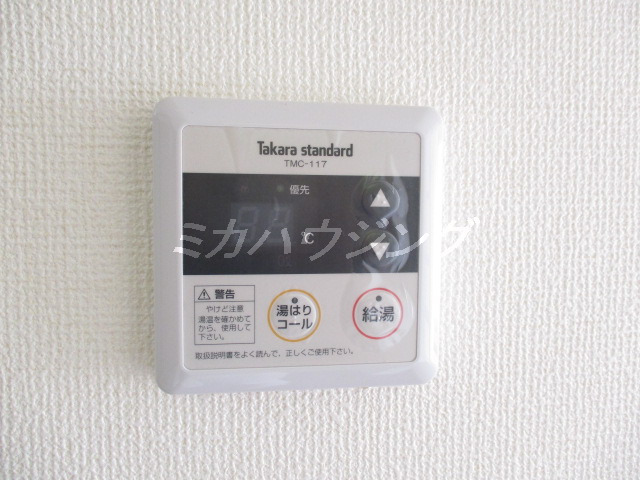 Takara standard
TMC-117
優先
℃
ミカハウジング
⚠警告
やけど注意
湯温を確かめて
から、使用して
下さい。
湯はり
コール
給湯
取扱説明書をよく読んで、正しくご使用下さい。